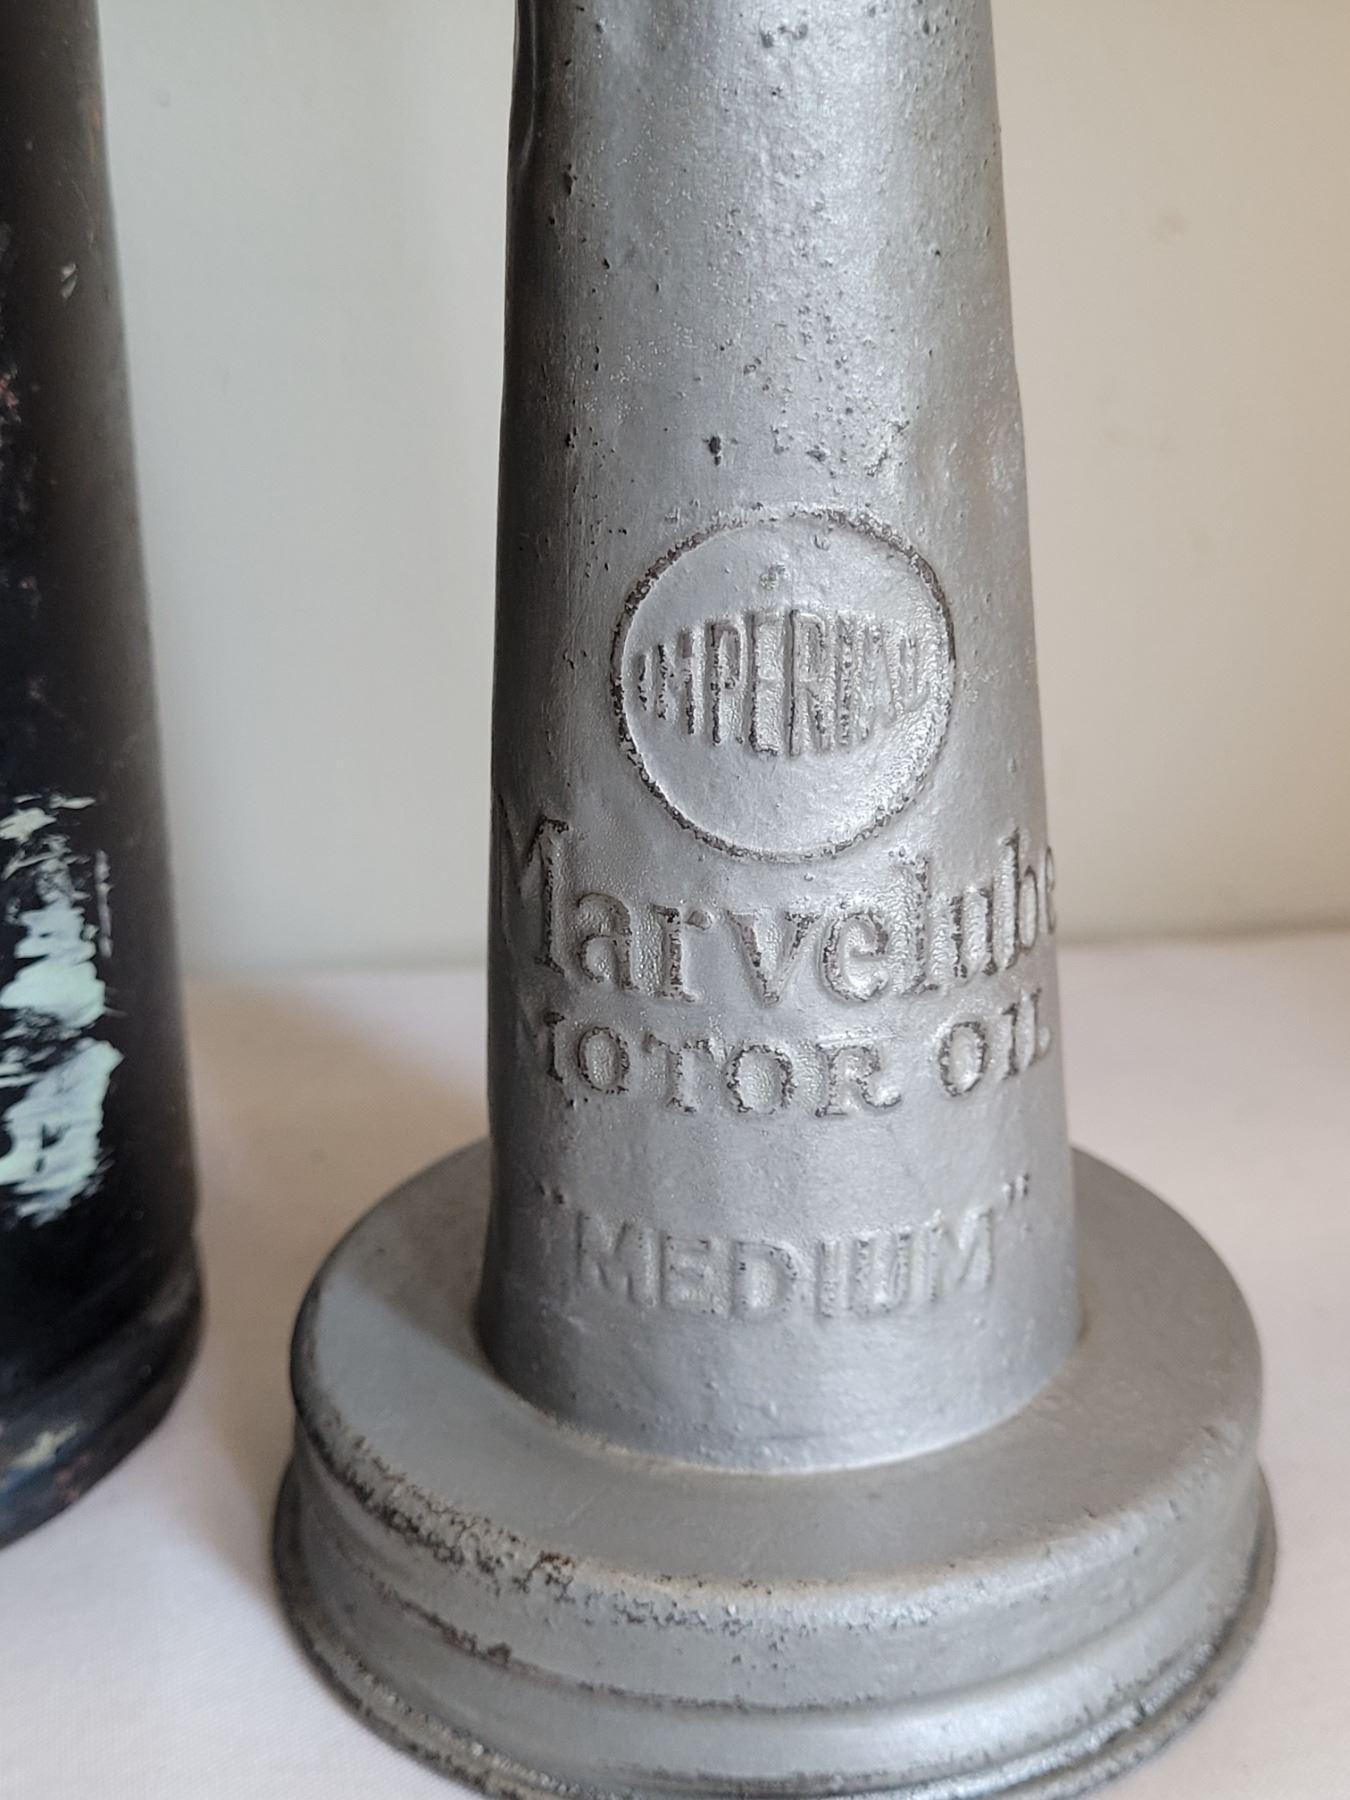 IMPERIAL
Marvelube
MOTOR OIL
"MEDIUM"